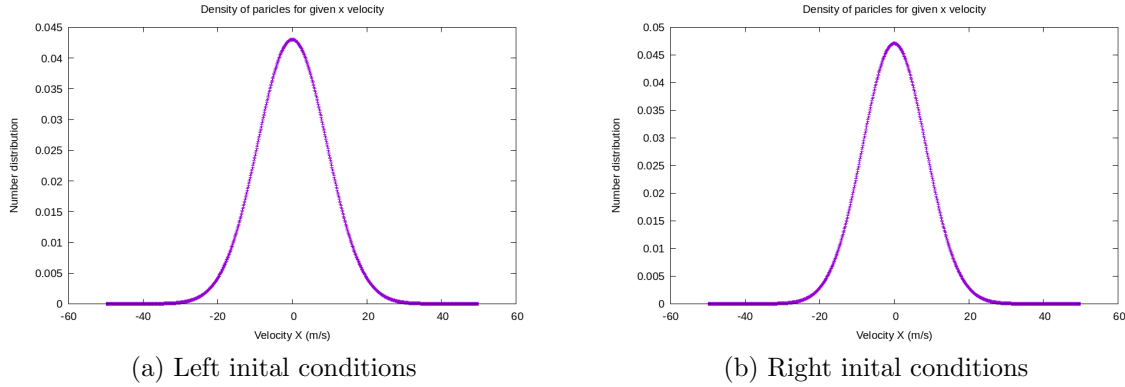 Density of paricles for given x velocity
0.045
0.04
0.035
0.03
0.025
0.02
0.015
0.01
0.005
0
Number distribution
-60 -40 -20 0 20 40 60
Velocity X (m/s)
(a) Left inital conditions
Density of paricles for given x velocity
0.05
0.045
0.04
0.035
0.03
0.025
0.02
0.015
0.01
0.005
0
Number distribution
-60 -40 -20 0 20 40 60
Velocity X (m/s)
(b) Right inital conditions